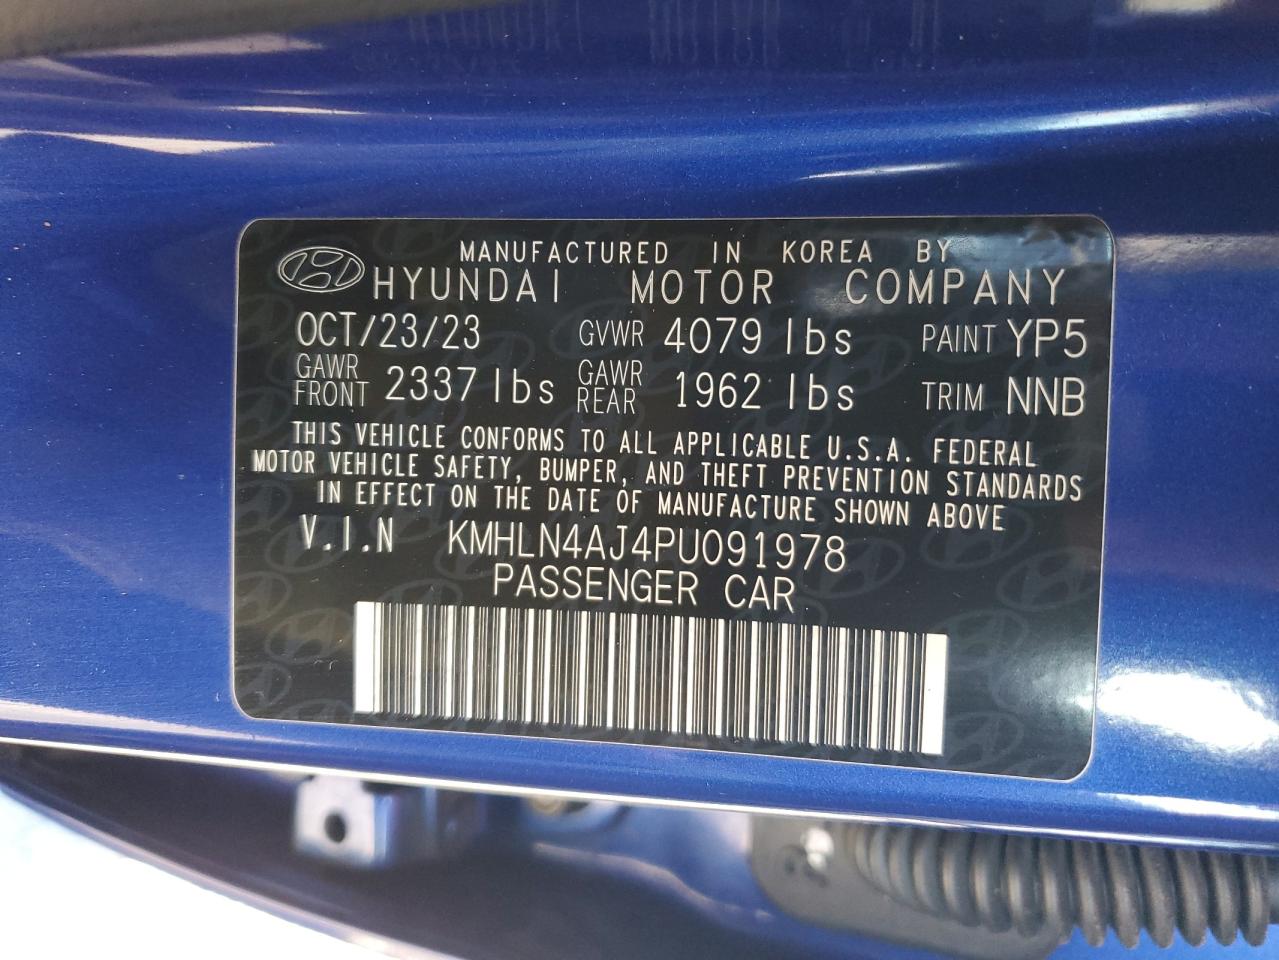 MANUFACTURED IN KOREA BY
HYUNDAI MOTOR COMPANY
OCT/23/23 GVWR 4079 lbs PAINT YP5
GAWR FRONT 2337 lbs GAWR REAR 1962 lbs TRIM NNB
THIS VEHICLE CONFORMS TO ALL APPLICABLE U.S.A. FEDERAL
MOTOR VEHICLE SAFETY, BUMPER, AND THEFT PREVENTION STANDARDS
IN EFFECT ON THE DATE OF MANUFACTURE SHOWN ABOVE
V.I.N KMHLN4AJ4PU091978
PASSENGER CAR